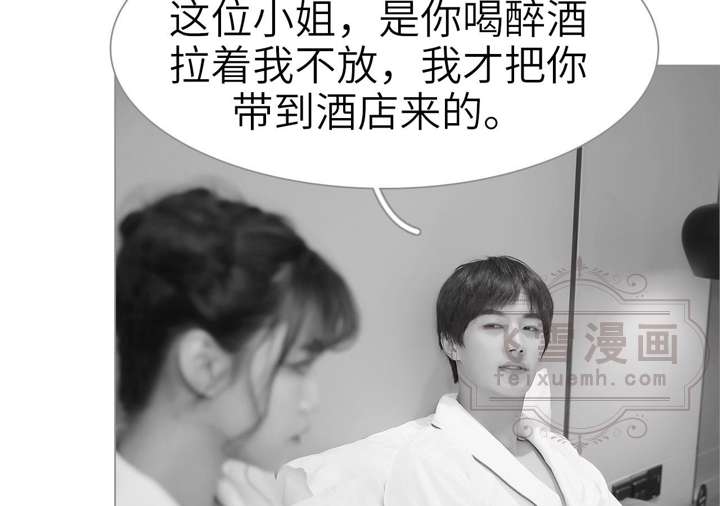 这位小姐，是你喝醉酒
拉着我不放，我才把你
带到酒店来的。
飞雪漫画
feixuemh.com